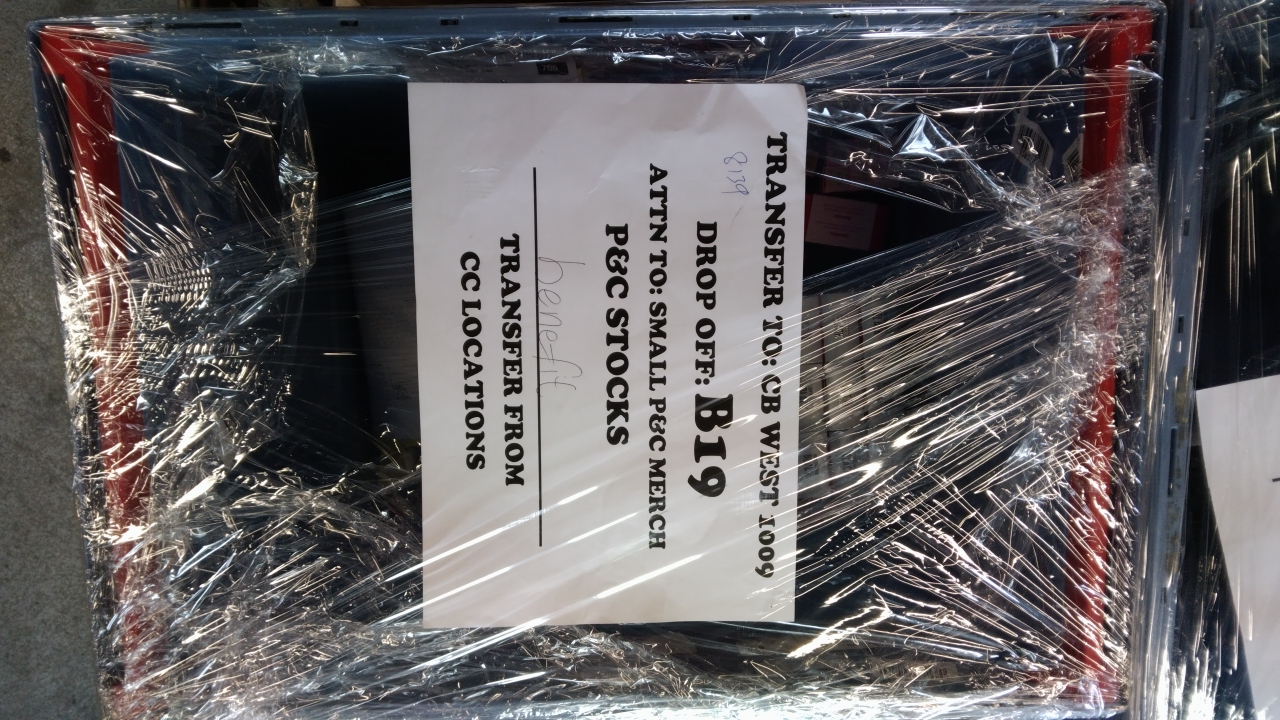 TRANSFER TO: CB WEST 1009
8139
DROP OFF: B19
ATTN TO: SMALL P&C MERCH
P&C STOCKS
benefit
TRANSFER FROM
CC LOCATIONS